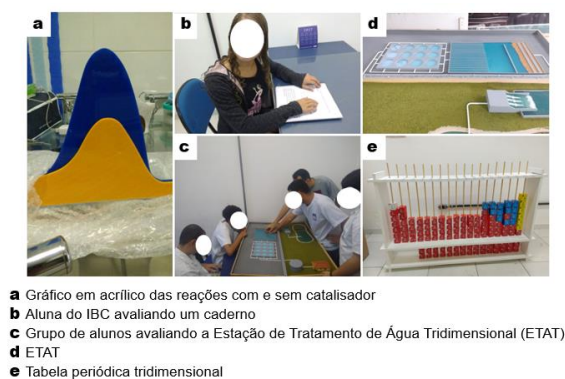 a
b
d
c
e
a Gráfico em acrílico das reações com e sem catalisador
b Aluna do IBC avaliando um caderno
c Grupo de alunos avaliando a Estação de Tratamento de Água Tridimensional (ETAT)
d ETAT
e Tabela periódica tridimensional